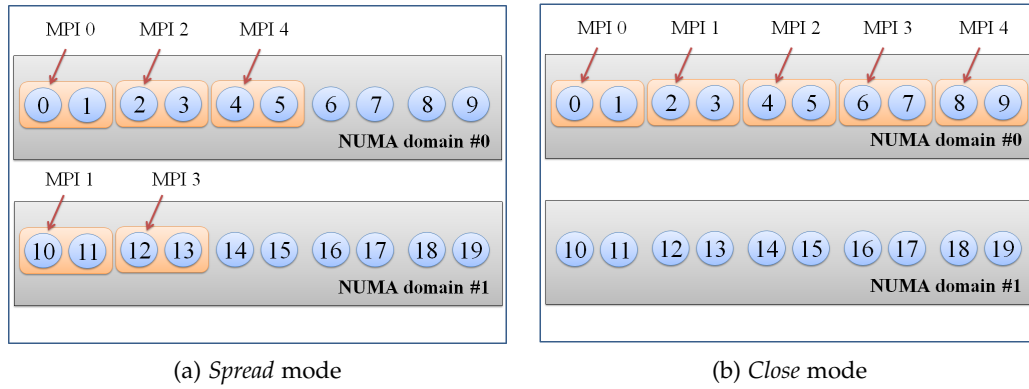 MPI 0 MPI 2 MPI 4
0 1 2 3 4 5 6 7 8 9
NUMA domain #0
MPI 1 MPI 3
10 11 12 13 14 15 16 17 18 19
NUMA domain #1
(a) Spread mode
MPI 0 MPI 1 MPI 2 MPI 3 MPI 4
0 1 2 3 4 5 6 7 8 9
NUMA domain #0
10 11 12 13 14 15 16 17 18 19
NUMA domain #1
(b) Close mode